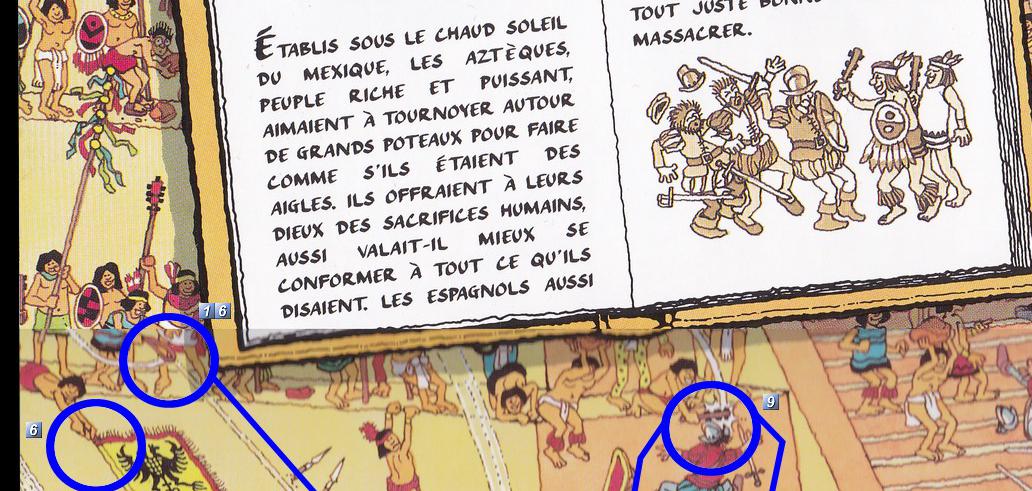 ÉTABLIS SOUS LE CHAUD SOLEIL
DU MEXIQUE, LES AZTÈQUES,
PEUPLE RICHE ET PUISSANT,
AIMAIENT À TOURNOYER AUTOUR
DE GRANDS POTEAUX POUR FAIRE
COMME S'ILS ÉTAIENT DES
AIGLES. ILS OFFRAIENT À LEURS
DIEUX DES SACRIFICES HUMAINS,
AUSSI VALAIT-IL MIEUX SE
CONFORMER À TOUT CE QU'ILS
DISAIENT. LES ESPAGNOLS AUSSI
TOUT JUSTE
MASSACRER.
16
6
9